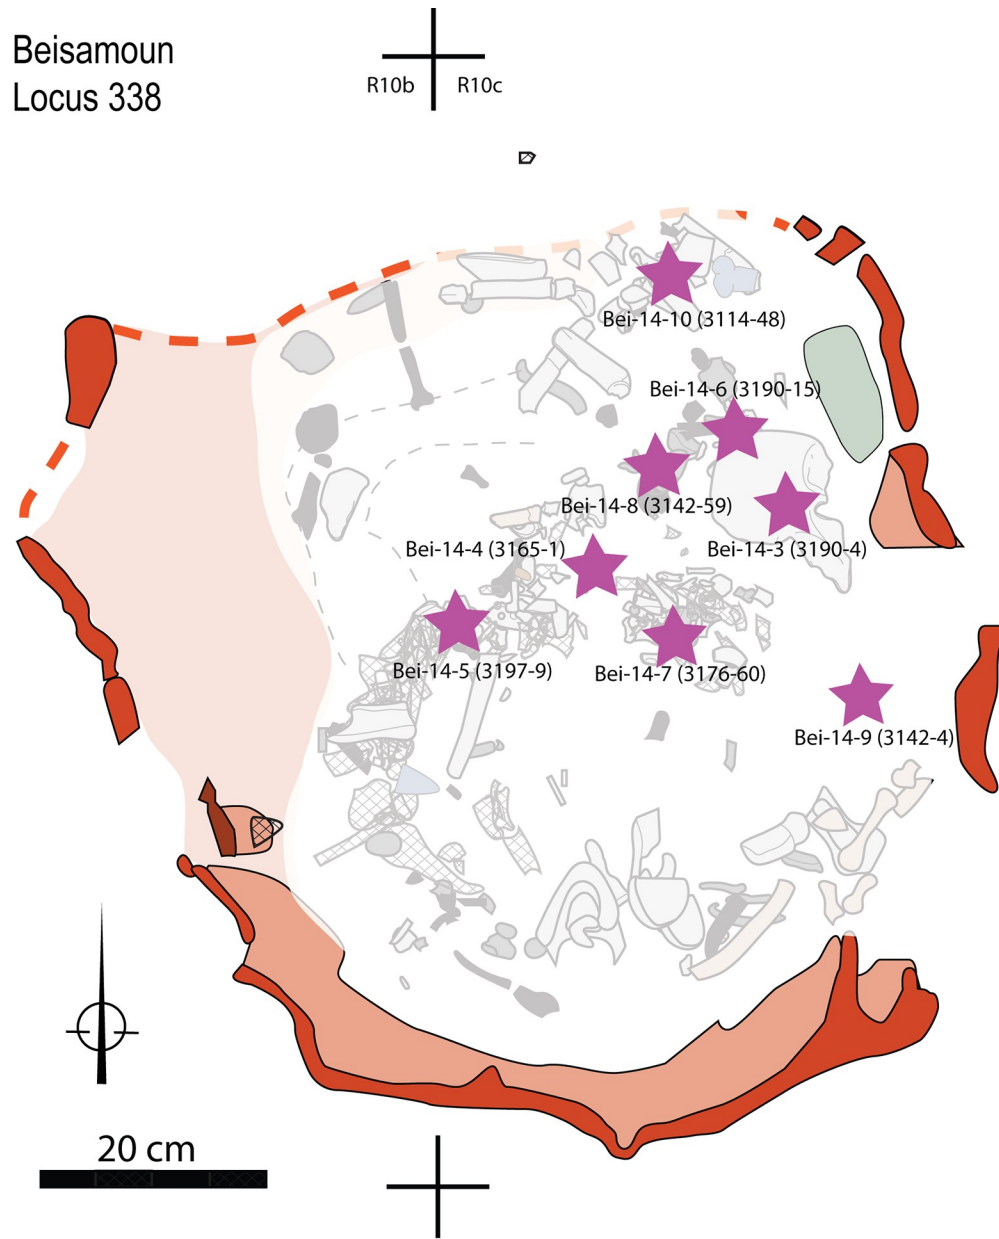 Beisamoun
Locus 338
R10b R10c
Bei-14-10 (3114-48)
Bei-14-6 (3190-15)
Bei-14-8 (3142-59)
Bei-14-4 (3165-1)
Bei-14-3 (3190-4)
Bei-14-5 (3197-9)
Bei-14-7 (3176-60)
Bei-14-9 (3142-4)
20 cm